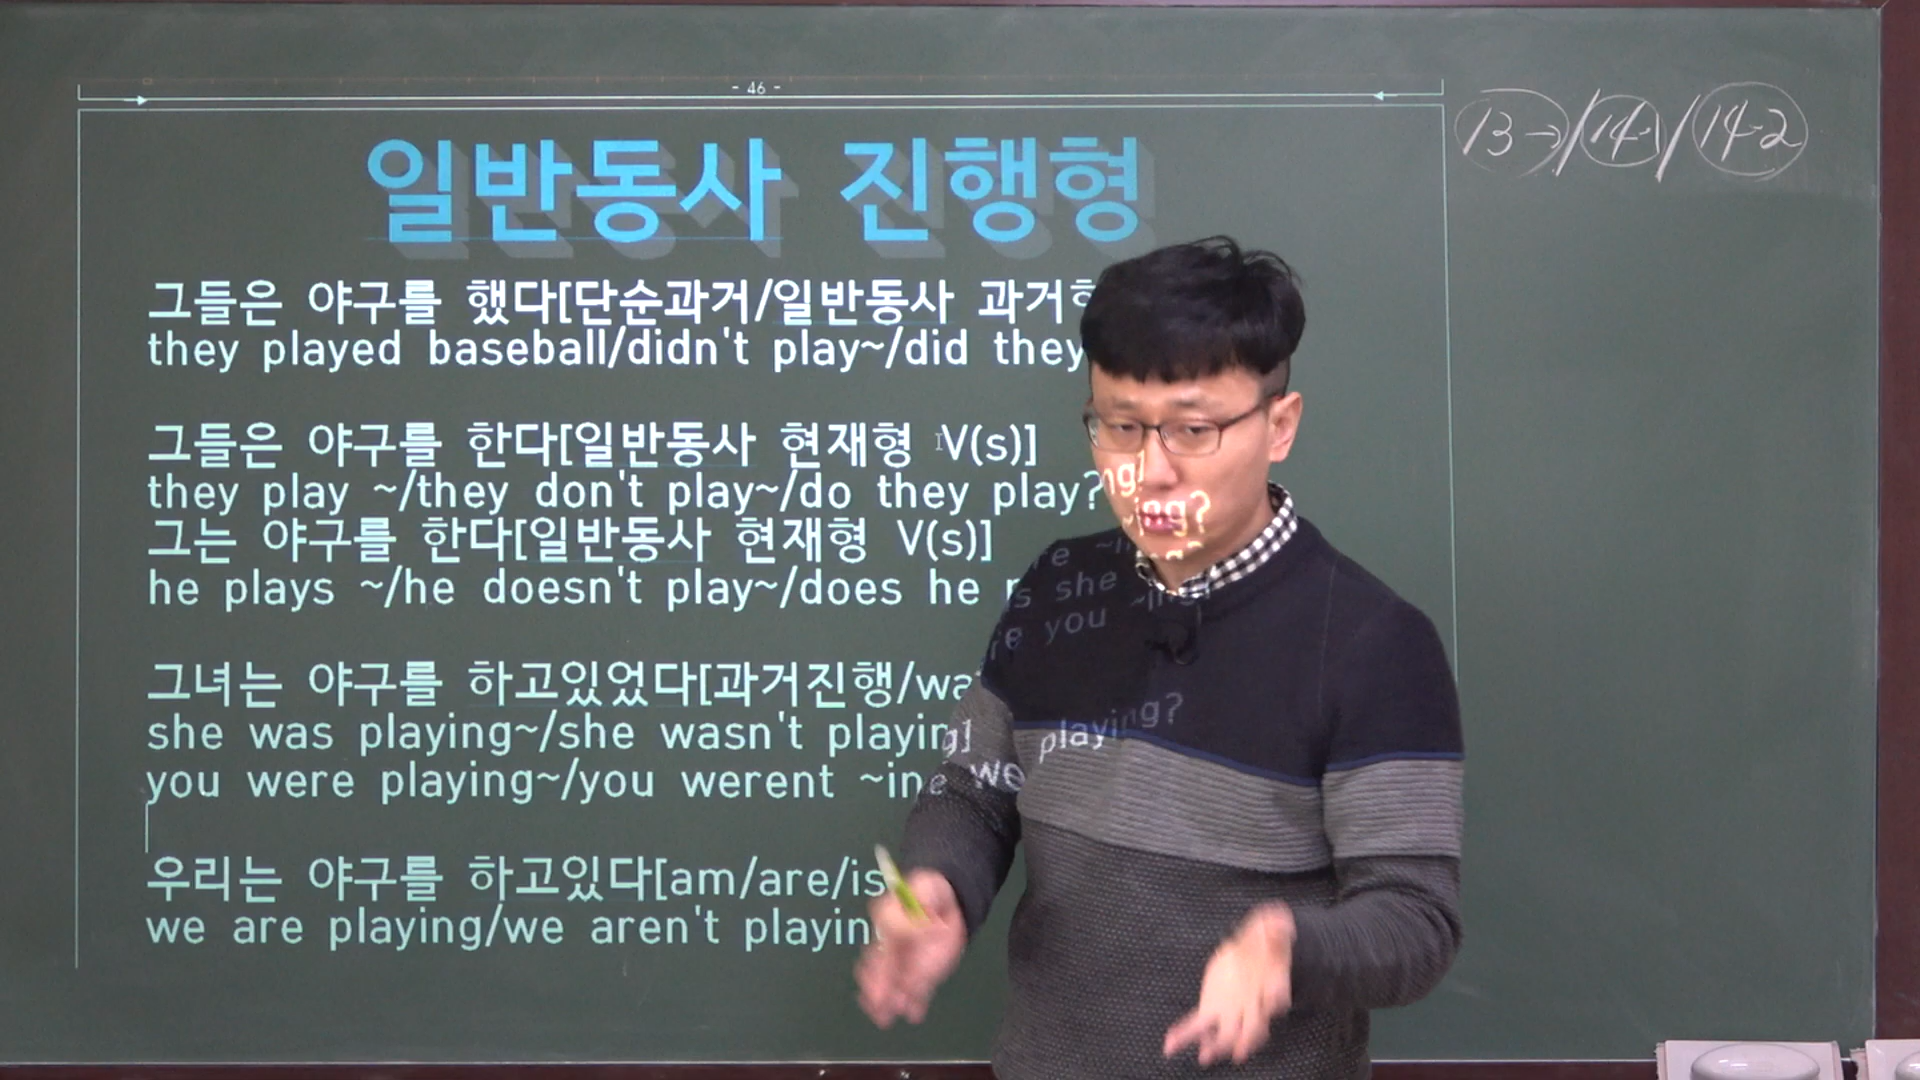 - 46 -
13→/14-1/14-2
일반동사 진행형
그들은 야구를 했다[단순과거/일반동사 과거
they played baseball/didn't play~/did they
그들은 야구를 한다[일반동사 현재형 V(s)]
they play ~/they don't play~/do they play?
그는 야구를 한다[일반동사 현재형 V(s)]
he plays ~/he doesn't play~/does he
그녀는 야구를 하고있었다[과거진행/wa
she was playing~/she wasn't playing
you were playing~/you werent ~in
우리는 야구를 하고있다[am/are/is
we are playing/we aren't playing
she
you
playing?